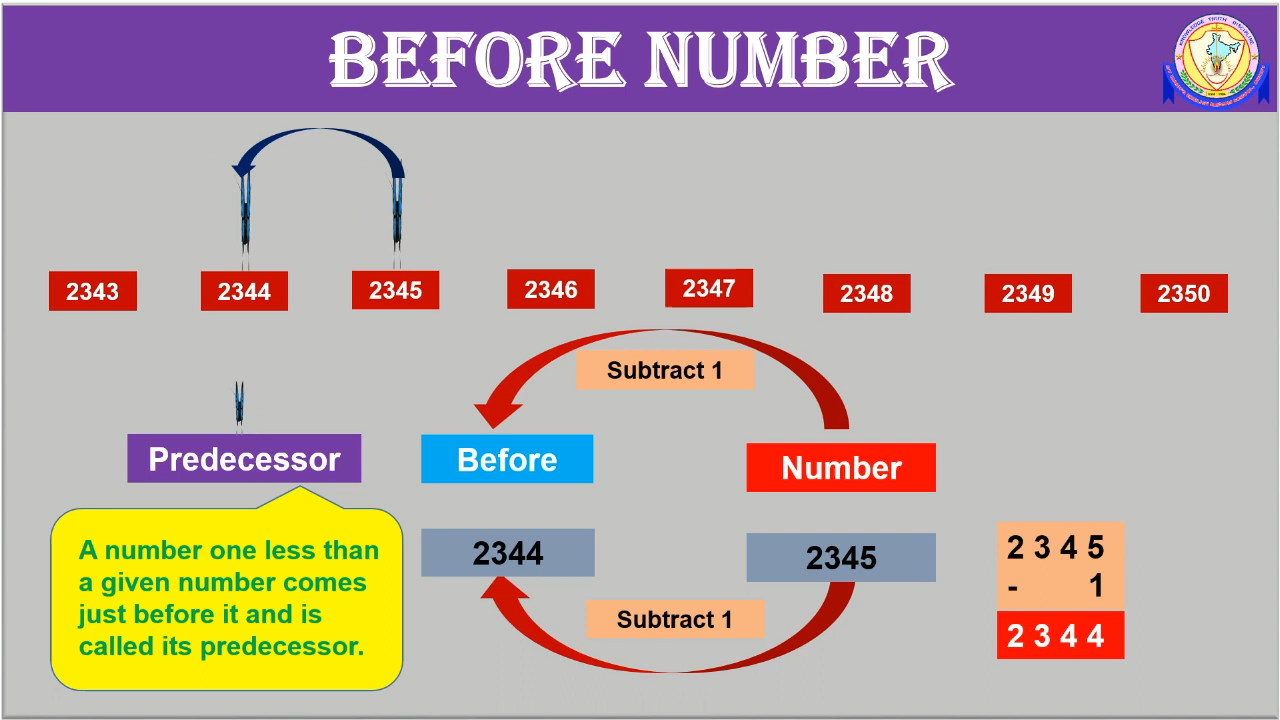 BEFORE NUMBER
2343 2344 2345 2346 2347 2348 2349 2350
Subtract 1
Predecessor Before Number
A number one less than
a given number comes
just before it and is
called its predecessor.
2344 2345
Subtract 1
2 3 4 5
- 1
2 3 4 4